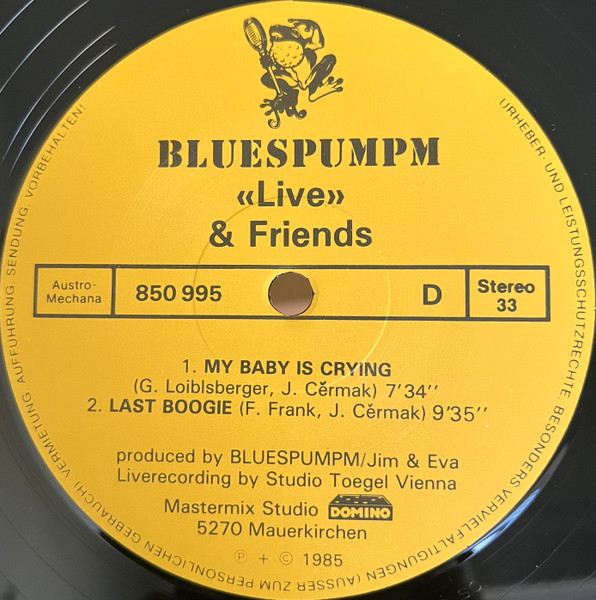 BLUESPUMPM
«Live»
& Friends
Austro-
Mechana
850 995
D
Stereo
33
1. MY BABY IS CRYING
(G. Loiblsberger, J. Cěrmak) 7'34''
2. LAST BOOGIE (F. Frank, J. Cěrmak) 9'35''
produced by BLUESPUMPM/Jim & Eva
Liverecording by Studio Toegel Vienna
Mastermix Studio DOMINO
5270 Mauerkirchen
℗ + © 1985
URHEBER- UND LEISTUNGSSCHUTZRECHTE, BESONDERS VERVIELFÄLTIGUNGEN (AUSSER ZUM PERSÖNLICHEN GEBRAUCH), VERMIETUNG, AUFFÜHRUNG, SENDUNG, VORBEHALTEN!